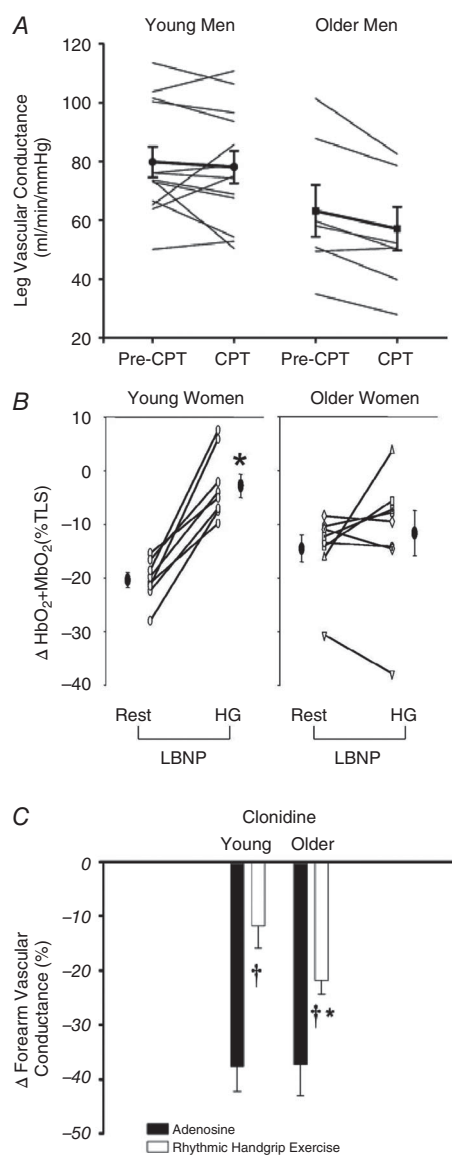 A
Young Men Older Men
Leg Vascular Conductance
(ml/min/mmHg)
120
100
80
60
40
20
Pre-CPT CPT Pre-CPT CPT
B
Young Women Older Women
Δ HbO₂+MbO₂(%TLS)
10
0
−10
−20
−30
−40
*
Rest HG Rest HG
LBNP LBNP
C
Clonidine
Young Older
Δ Forearm Vascular
Conductance (%)
0
−10
−20
−30
−40
−50
†
†*
Adenosine
Rhythmic Handgrip Exercise